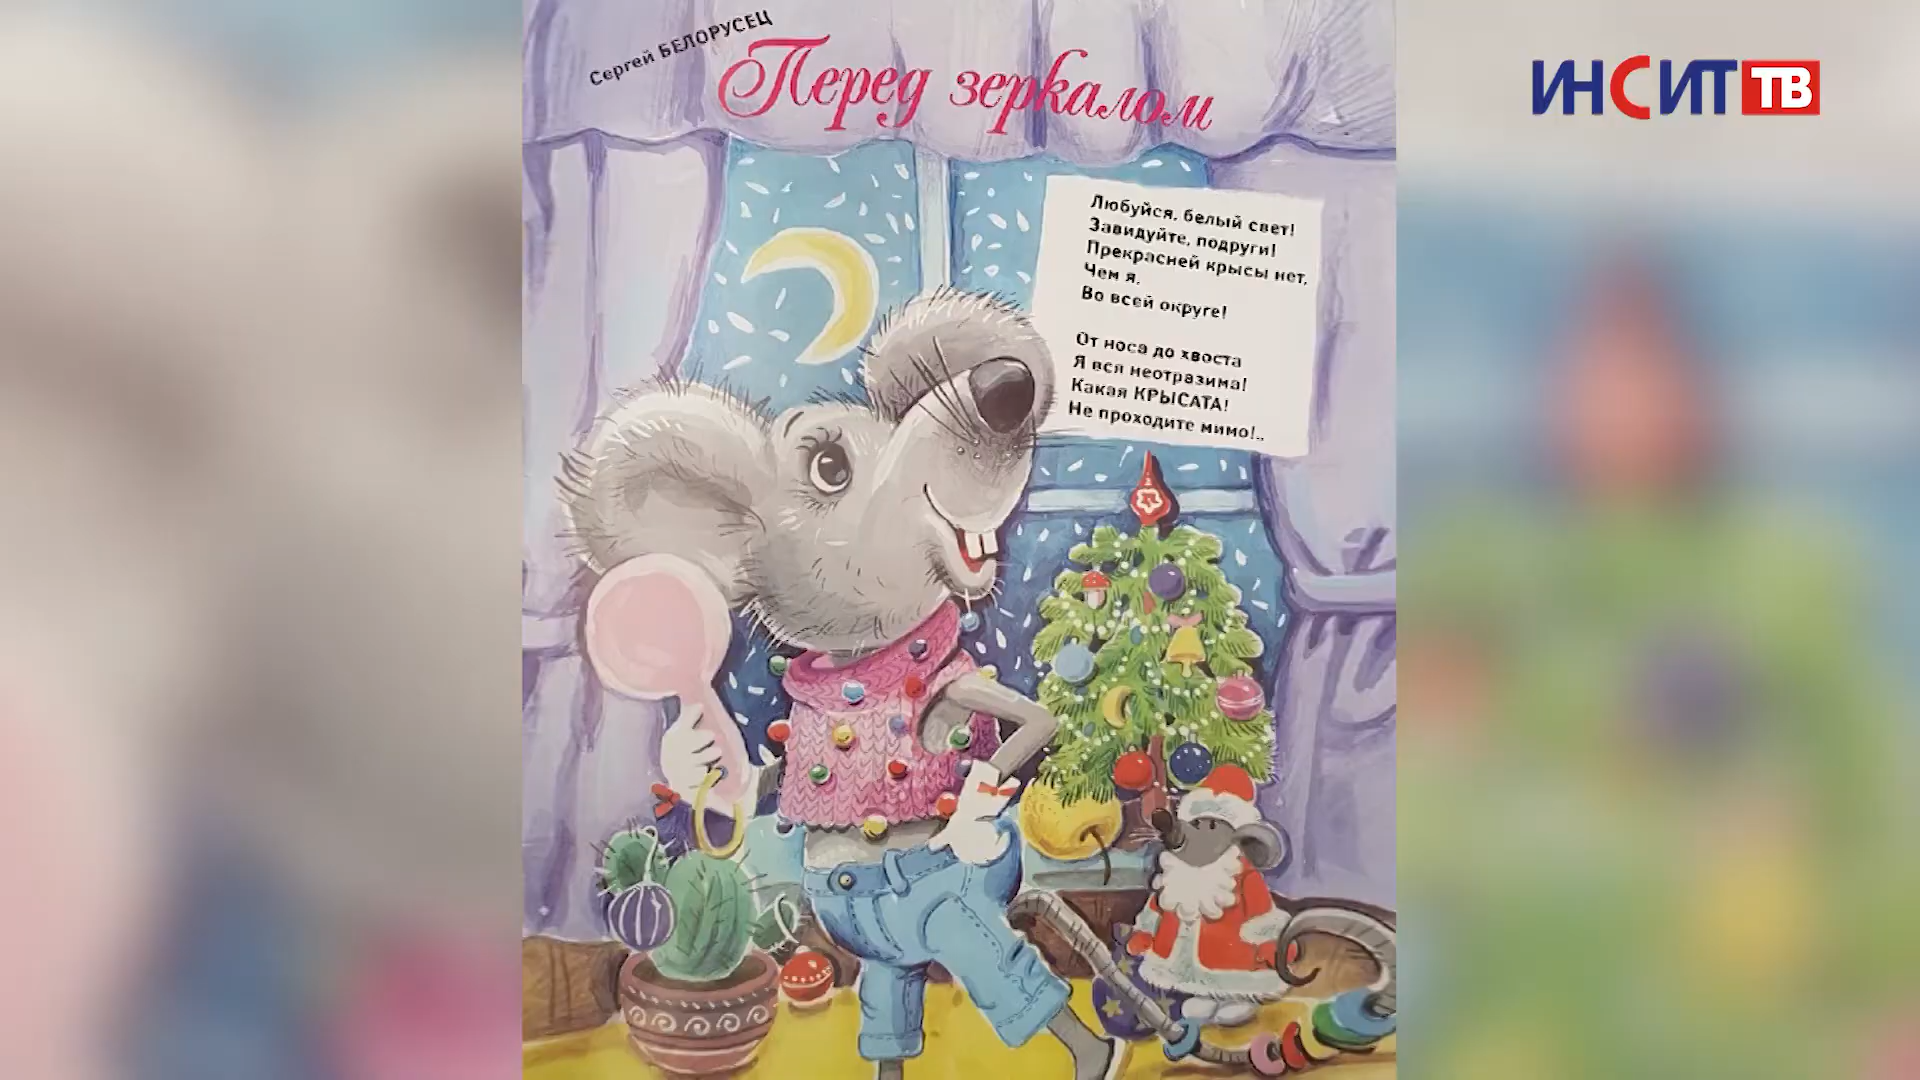 Сергей БЕЛОРУСЕЦ
Перед зеркалом
ИНСИТ ТВ
Любуйся, белый свет!
Завидуйте, подруги!
Прекрасней крысы нет,
Чем я,
Во всей округе!
От носа до хвоста
Я вся неотразима!
Какая КРЫСАТА!
Не проходите мимо!..